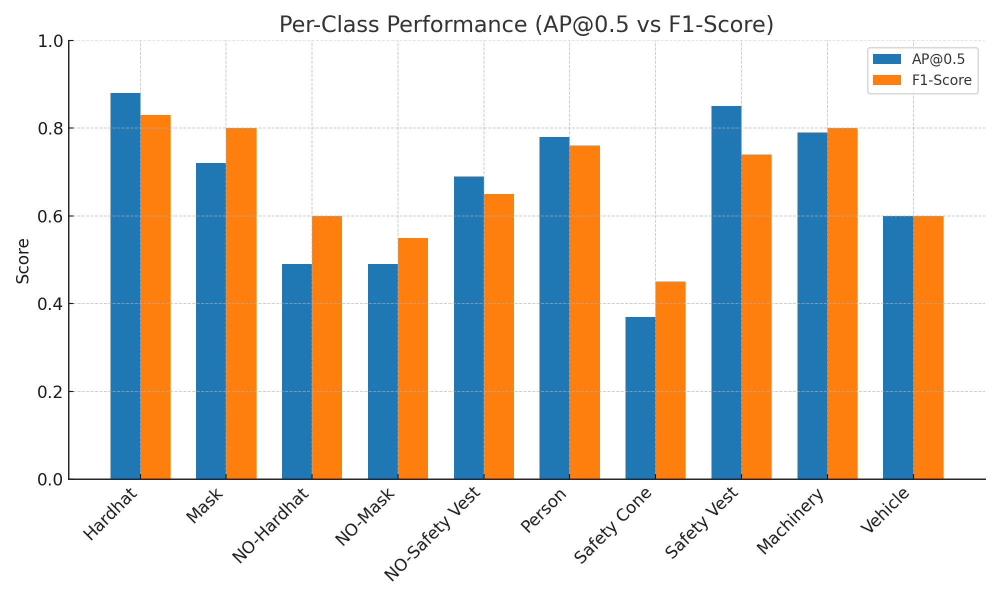 Per-Class Performance (AP@0.5 vs F1-Score)
AP@0.5
F1-Score
Score
1.0
0.8
0.6
0.4
0.2
0.0
Hardhat
Mask
NO-Hardhat
NO-Mask
NO-Safety Vest
Person
Safety Cone
Safety Vest
Machinery
Vehicle